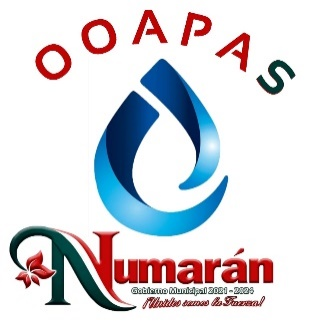 OOAPAS
Numarán
Gobierno Municipal 2021 - 2024
¡Unidos somos la Fuerza!